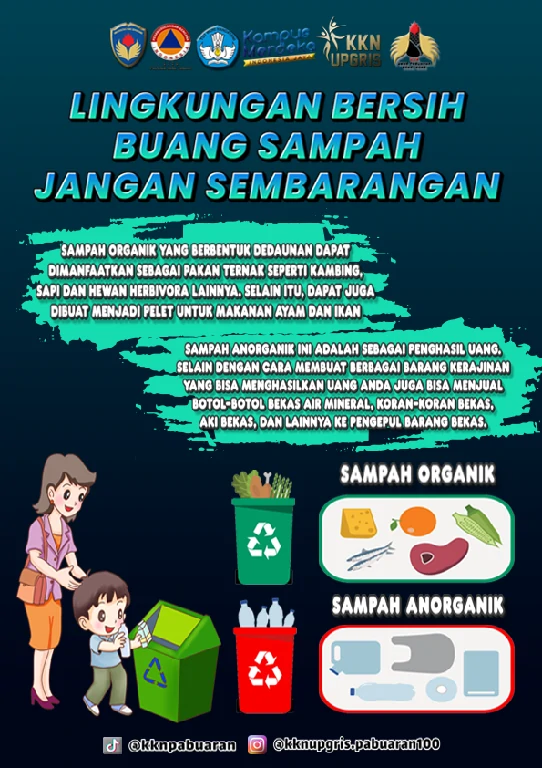 Kampus
Merdeka
INDONESIA JAYA
KKN
UPGRIS
LINGKUNGAN BERSIH
BUANG SAMPAH
JANGAN SEMBARANGAN
SAMPAH ORGANIK YANG BERBENTUK DEDAUNAN DAPAT
DIMANFAATKAN SEBAGAI PAKAN TERNAK SEPERTI KAMBING,
SAPI DAN HEWAN HERBIVORA LAINNYA. SELAIN ITU, DAPAT JUGA
DIBUAT MENJADI PELET UNTUK MAKANAN AYAM DAN IKAN
SAMPAH ANORGANIK INI ADALAH SEBAGAI PENGHASIL UANG.
SELAIN DENGAN CARA MEMBUAT BERBAGAI BARANG KERAJINAN
YANG BISA MENGHASILKAN UANG ANDA JUGA BISA MENJUAL
BOTOL-BOTOL BEKAS AIR MINERAL, KORAN-KORAN BEKAS,
AKI BEKAS, DAN LAINNYA KE PENGEPUL BARANG BEKAS.
SAMPAH ORGANIK
SAMPAH ANORGANIK
@kknpabuaran @kknupgris.pabuaran100